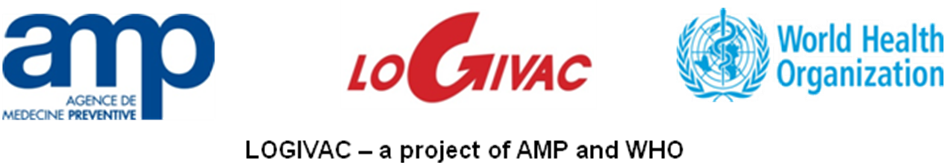 amp
AGENCE DE
MEDECINE PREVENTIVE
LOGIVAC
World Health
Organization
LOGIVAC – a project of AMP and WHO